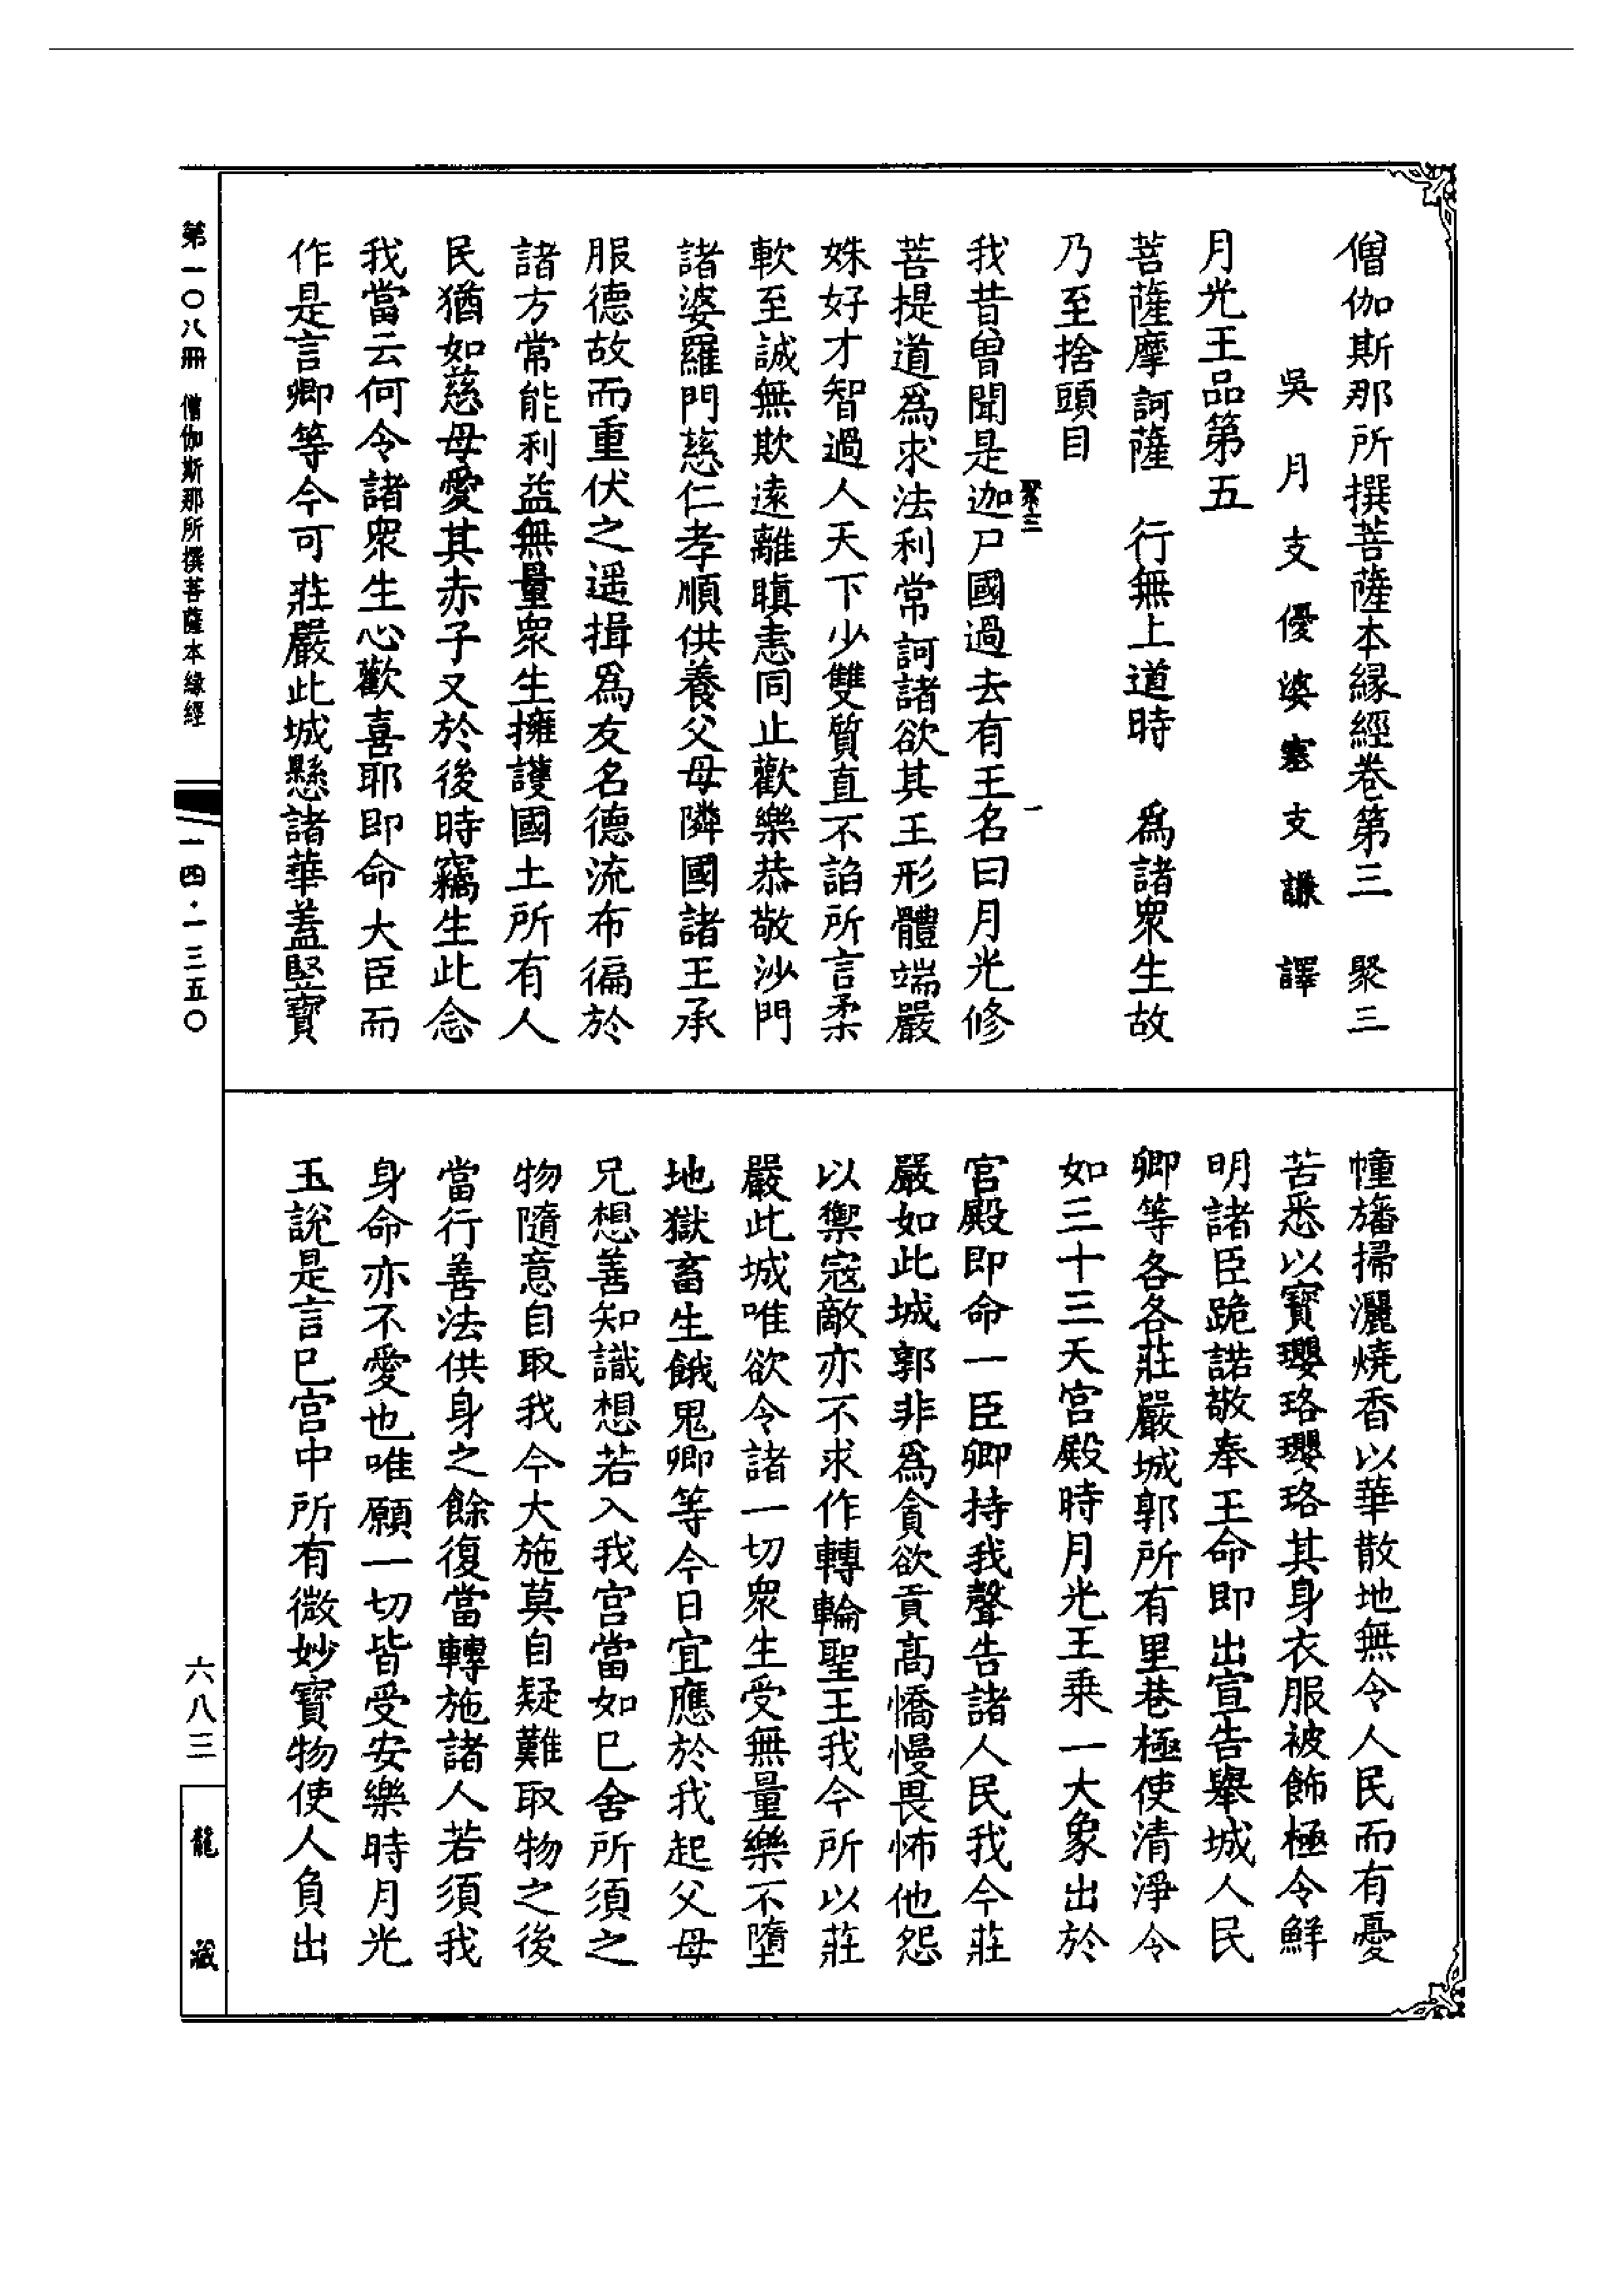 僧伽斯那所撰菩薩本緣經卷第三　聚三
吳月支優婆塞支謙譯
月光王品第五
菩薩摩訶薩　行無上道時　為諸衆生故
乃至捨頭目
聚三　一
我昔曾聞是迦尸國過去有王名曰月光修
菩提道為求法利常訶諸欲其王形體端嚴
姝好才智過人天下少雙質直不諂所言柔
軟至誠無欺遠離瞋恚同止歡樂恭敬沙門
諸婆羅門慈仁孝順供養父母隣國諸王承
服德故而重伏之遥揖為友名德流布徧於
諸方常能利益無量衆生擁護國土所有人
民猶如慈母愛其赤子又於後時竊生此念
我當云何令諸衆生心歡喜耶即命大臣而
作是言卿等今可莊嚴此城懸諸華蓋竪寶
幢旛掃灑燒香以華散地無令人民而有憂
苦悉以寶瓔珞瓔珞其身衣服被飾極令鮮
明諸臣跪諾敬奉王命即出宣告舉城人民
卿等各各莊嚴城郭所有里巷極使清淨令
如三十三天宮殿時月光王乘一大象出於
宮殿即命一臣卿持我聲告諸人民我今莊
嚴如此城郭非為貪欲貢高憍慢畏怖他怨
以禦寇敵亦不求作轉輪聖王我今所以莊
嚴此城唯欲令諸一切衆生受無量樂不墮
地獄畜生餓鬼卿等今日宜應於我起父母
兄想善知識想若入我宮當如已舍所須之
物隨意自取我今大施莫自疑難取物之後
當行善法供身之餘復當轉施諸人若須我
身命亦不愛也唯願一切皆受安樂時月光
王說是言已宮中所有微妙寶物使人負出
第一〇八冊　僧伽斯那所撰菩薩本緣經
一四·一三五〇
六八三
龍藏